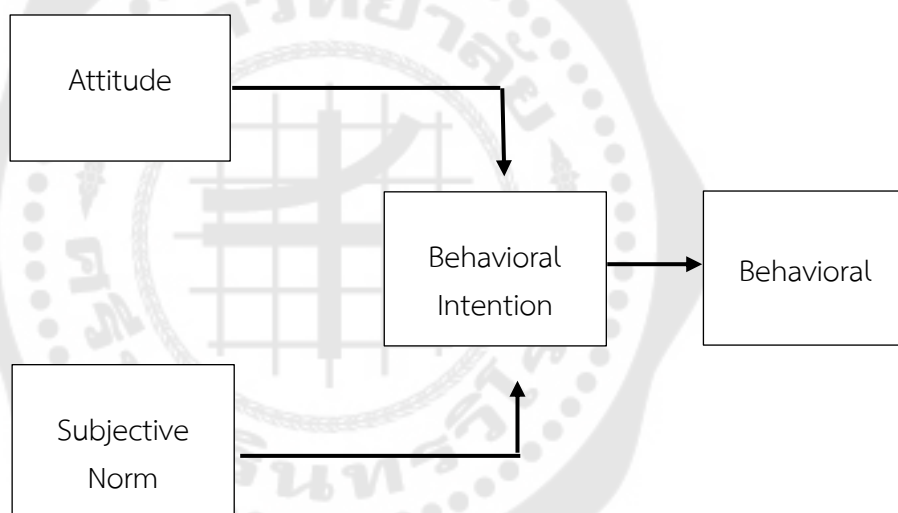 Attitude
Behavioral
Intention
Behavioral
Subjective
Norm